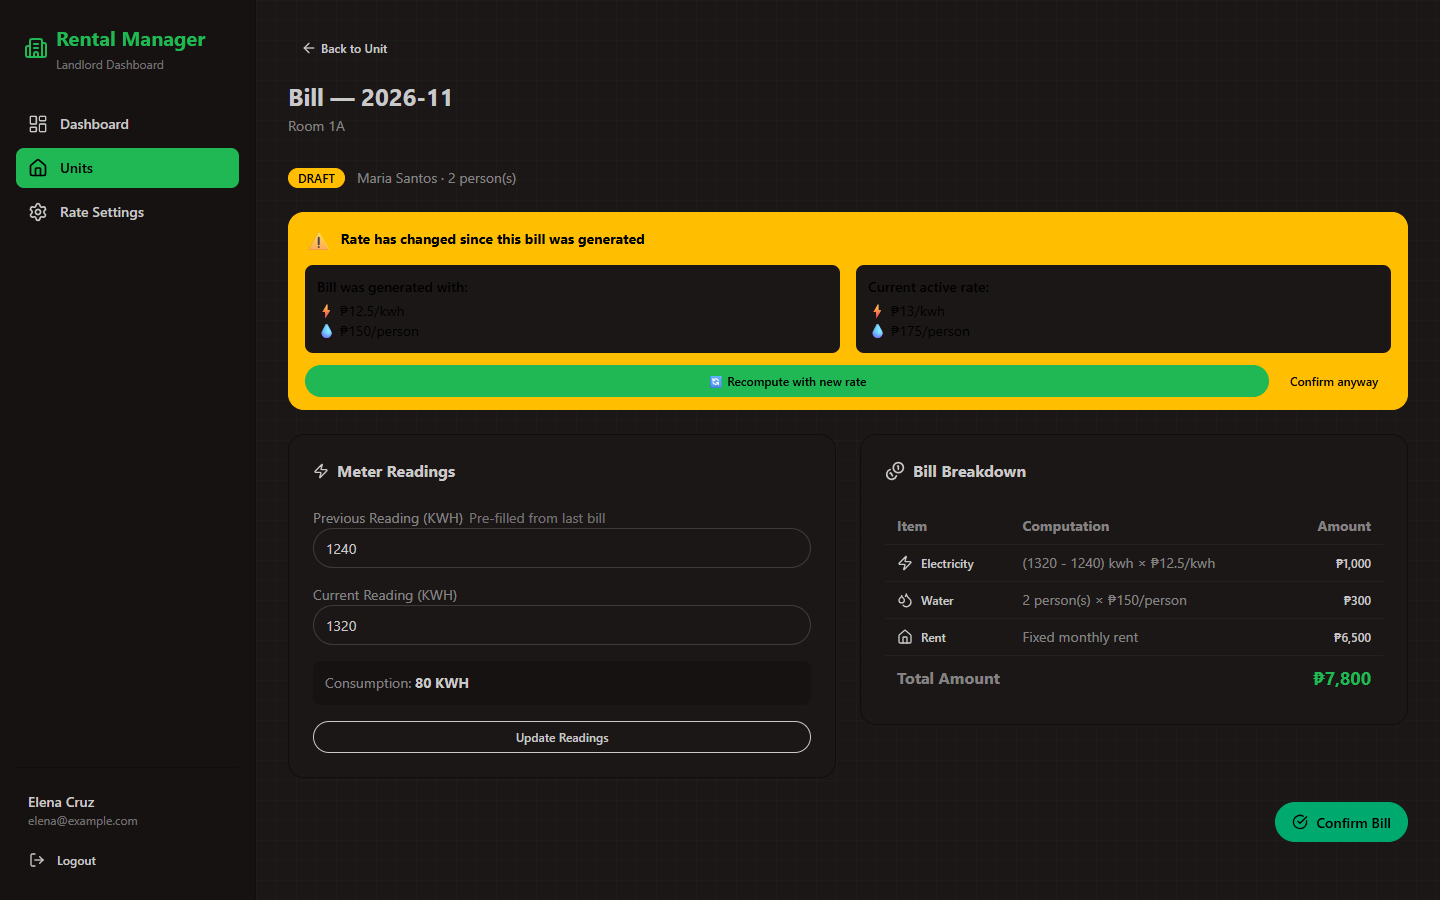 Rental Manager
Landlord Dashboard
Dashboard
Units
Rate Settings
Elena Cruz
elena@example.com
Logout
Back to Unit
Bill — 2026-11
Room 1A
DRAFT Maria Santos · 2 person(s)
⚠️ Rate has changed since this bill was generated
Bill was generated with:
⚡ ₱12.5/kwh
💧 ₱150/person
Current active rate:
⚡ ₱13/kwh
💧 ₱175/person
🔄 Recompute with new rate
Confirm anyway
Meter Readings
Previous Reading (KWH) Pre-filled from last bill
1240
Current Reading (KWH)
1320
Consumption: 80 KWH
Update Readings
Bill Breakdown
Item Computation Amount
Electricity (1320 - 1240) kwh × ₱12.5/kwh ₱1,000
Water 2 person(s) × ₱150/person ₱300
Rent Fixed monthly rent ₱6,500
Total Amount ₱7,800
Confirm Bill